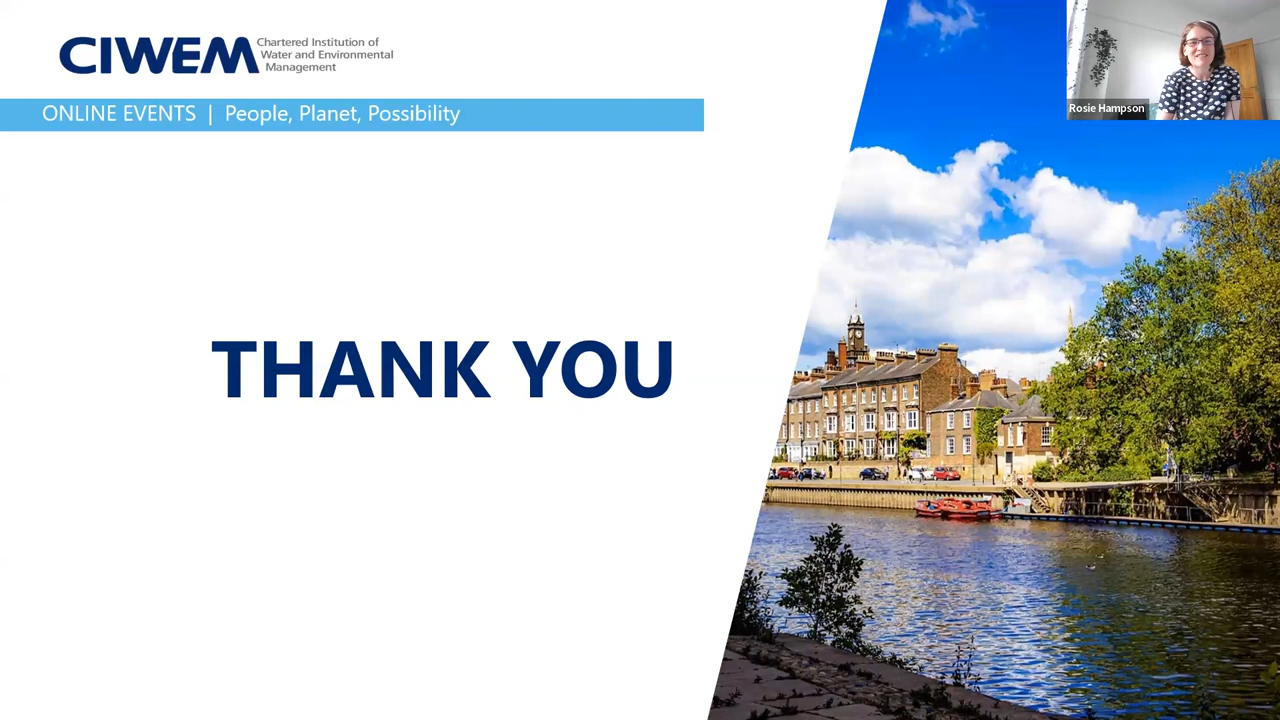 CIWEM
Chartered Institution of
Water and Environmental
Management
ONLINE EVENTS | People, Planet, Possibility
Rosie Hampson
THANK YOU